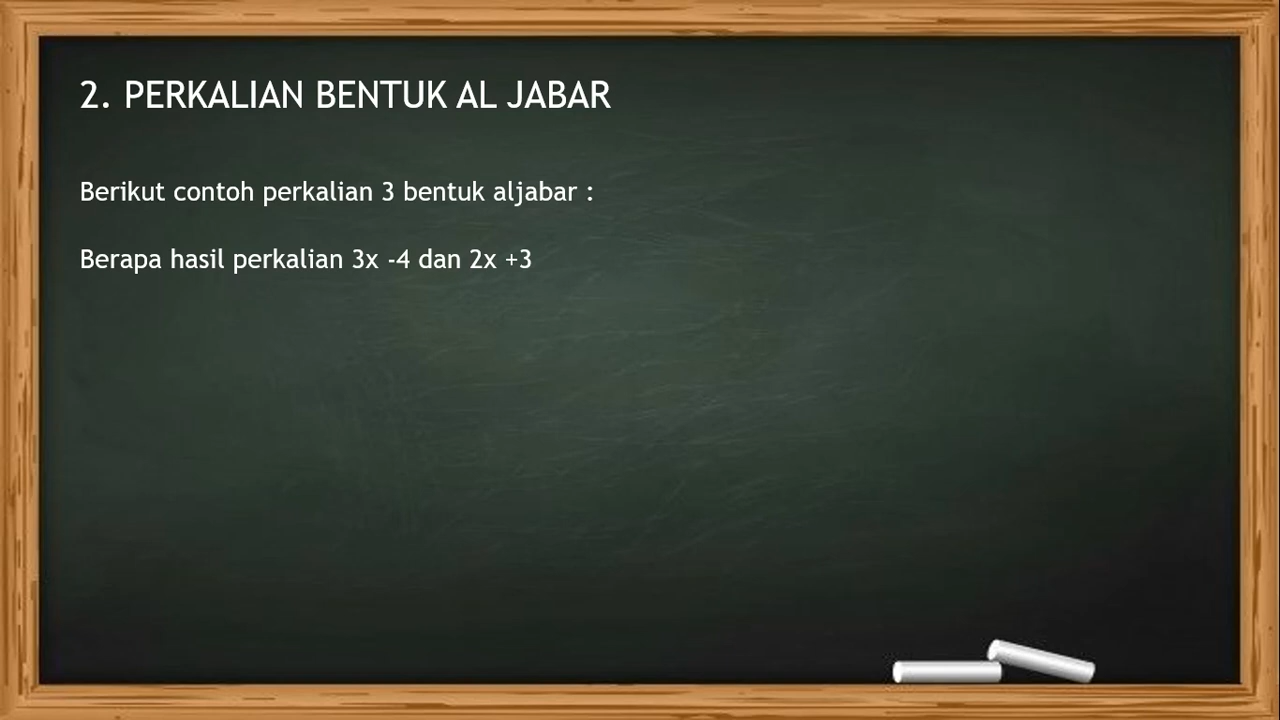 2. PERKALIAN BENTUK AL JABAR
Berikut contoh perkalian 3 bentuk aljabar :
Berapa hasil perkalian 3x -4 dan 2x +3